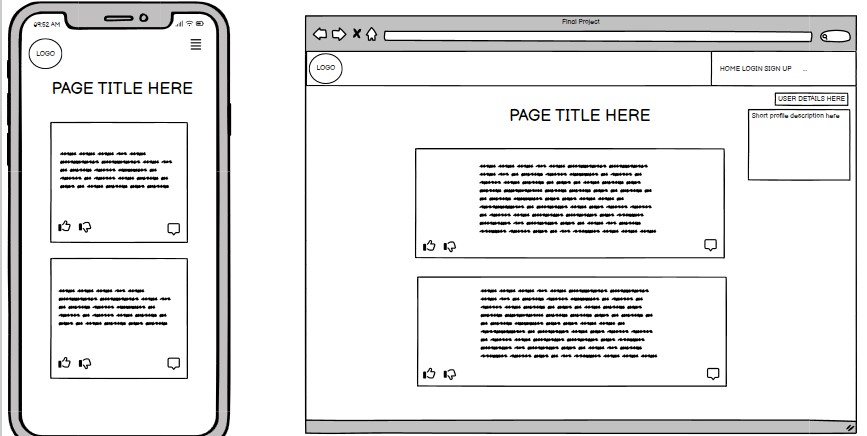 09:52 AM
LOGO
PAGE TITLE HERE
Final Project
LOGO
HOME LOGIN SIGN UP ...
USER DETAILS HERE
Short profile description here
PAGE TITLE HERE